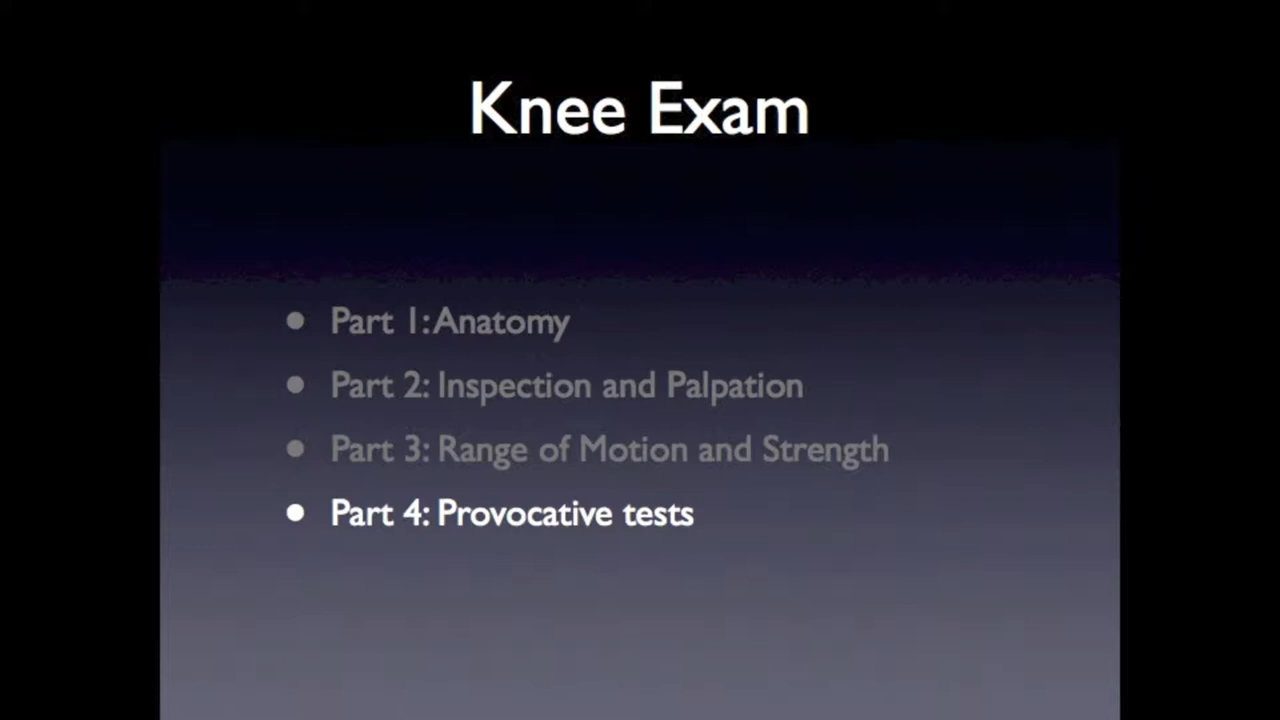 Knee Exam
• Part 1: Anatomy
• Part 2: Inspection and Palpation
• Part 3: Range of Motion and Strength
• Part 4: Provocative tests